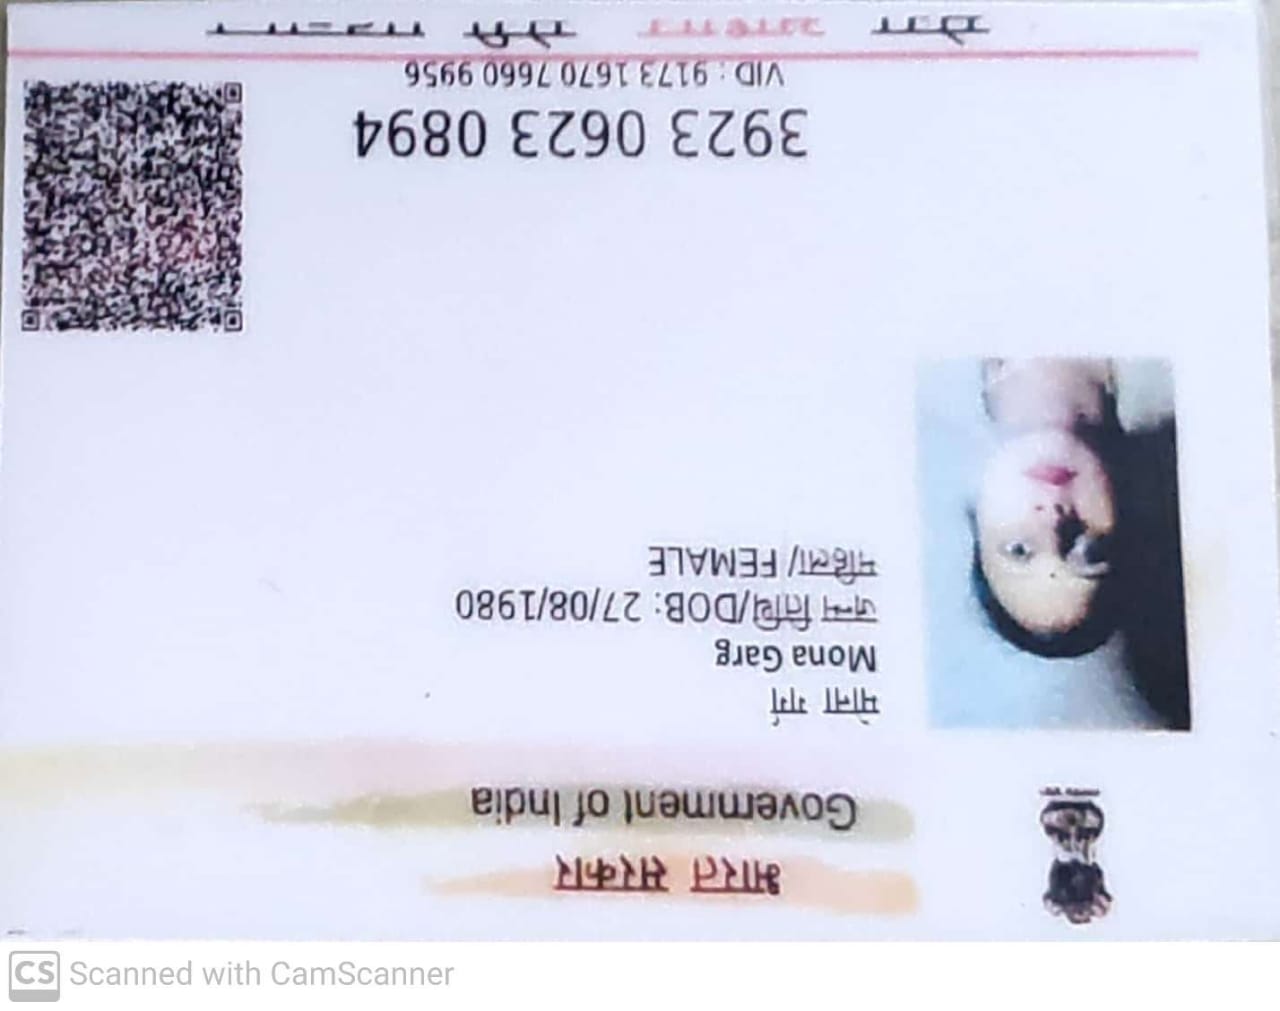 भारत सरकार
Government of India
मोना गर्ग
Mona Garg
जन्म तिथि/DOB: 27/08/1980
महिला/ FEMALE
3923 0623 0894
VID : 9173 1670 7660 9956
मेरा आधार, मेरी पहचान
CS Scanned with CamScanner